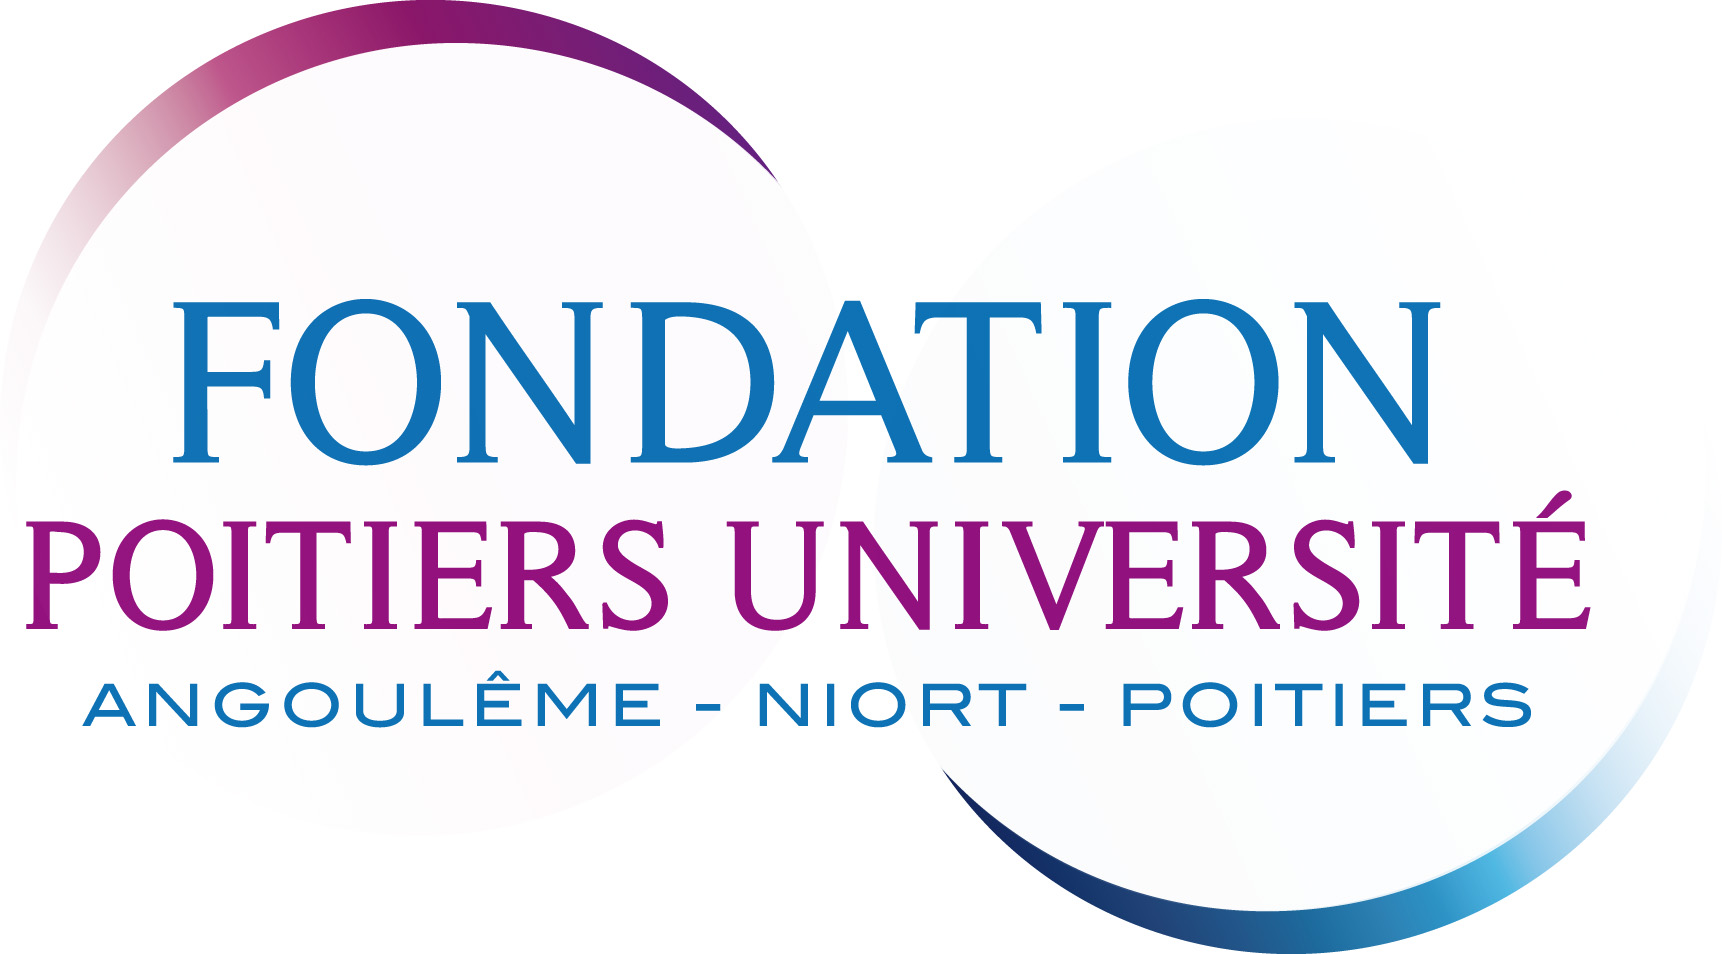 FONDATION
POITIERS UNIVERSITÉ
ANGOULÊME - NIORT - POITIERS